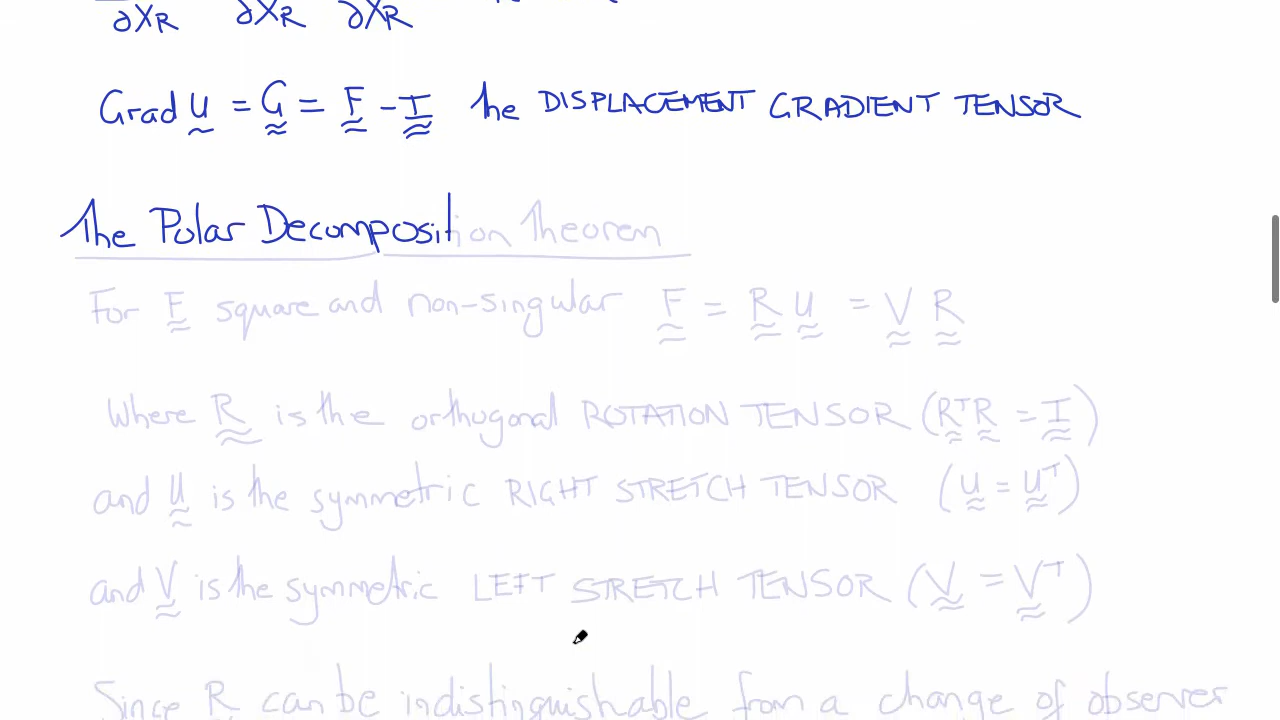 ∂X_R ∂X_R ∂X_R
Grad u = G = F - I the DISPLACEMENT GRADIENT TENSOR
The Polar Decomposition Theorem
For F square and non-singular F = R U = V R
Where R is the orthogonal ROTATION TENSOR (RᵀR = I)
and U is the symmetric RIGHT STRETCH TENSOR (U = Uᵀ)
and V is the symmetric LEFT STRETCH TENSOR (V = Vᵀ)
Since R can be indistinguishable from a change of observer